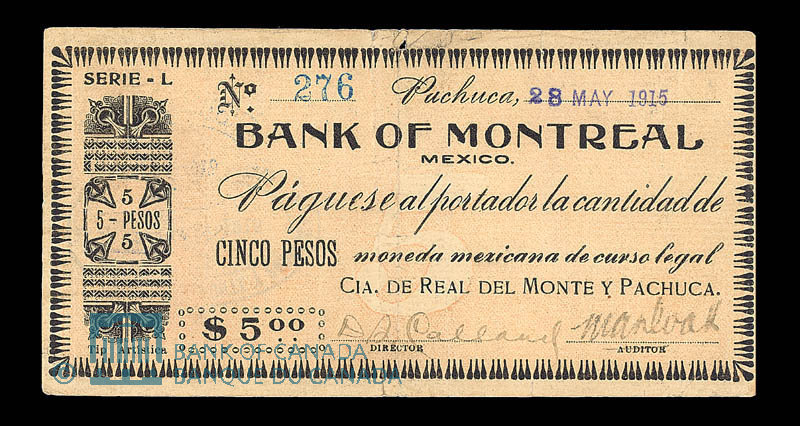 SERIE - L
Nº. 276
Pachuca, 28 MAY 1915
BANK OF MONTREAL
MEXICO.
Páguese al portador la cantidad de
5
5 - PESOS
5
CINCO PESOS moneda mexicana de curso legal
CIA. DE REAL DEL MONTE Y PACHUCA.
$ 5.00
DIRECTOR
AUDITOR
Tip. Artística
© BANK OF CANADA
BANQUE DU CANADA